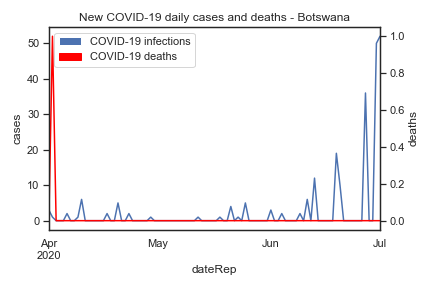 New COVID-19 daily cases and deaths - Botswana
COVID-19 infections
COVID-19 deaths
50
40
30
20
10
0
cases
1.0
0.8
0.6
0.4
0.2
0.0
deaths
Apr
2020
May
Jun
Jul
dateRep